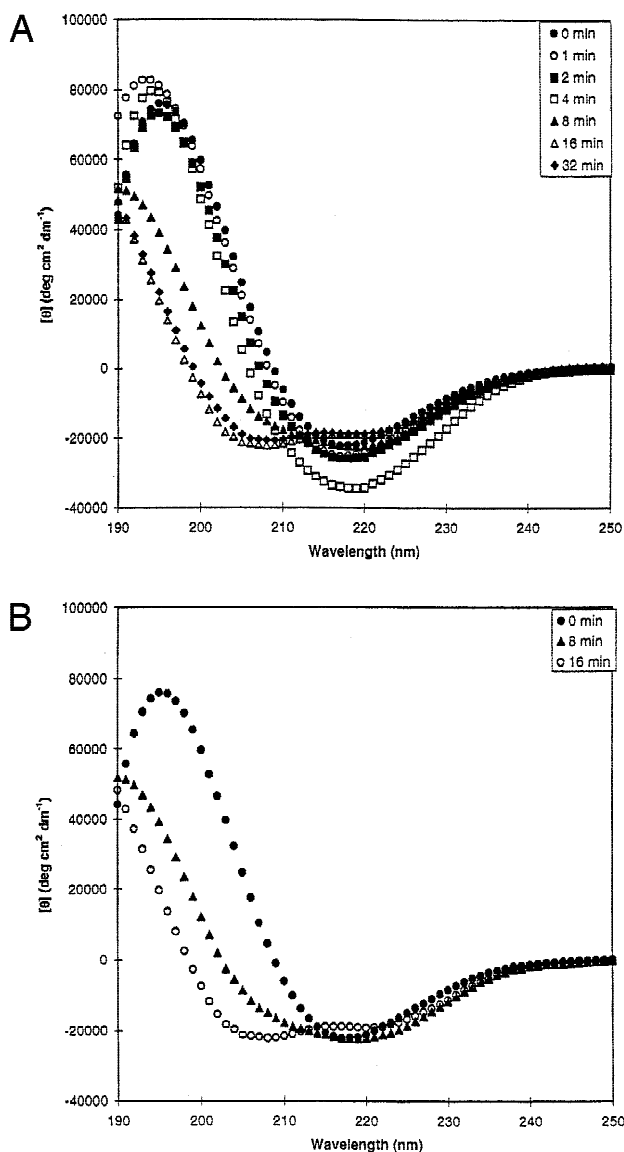 A
100000
80000
60000
40000
20000
0
-20000
-40000
[θ] (deg cm² dm⁻¹)
190 200 210 220 230 240 250
Wavelength (nm)
0 min
1 min
2 min
4 min
8 min
16 min
32 min
B
100000
80000
60000
40000
20000
0
-20000
-40000
[θ] (deg cm² dm⁻¹)
190 200 210 220 230 240 250
Wavelength (nm)
0 min
8 min
16 min